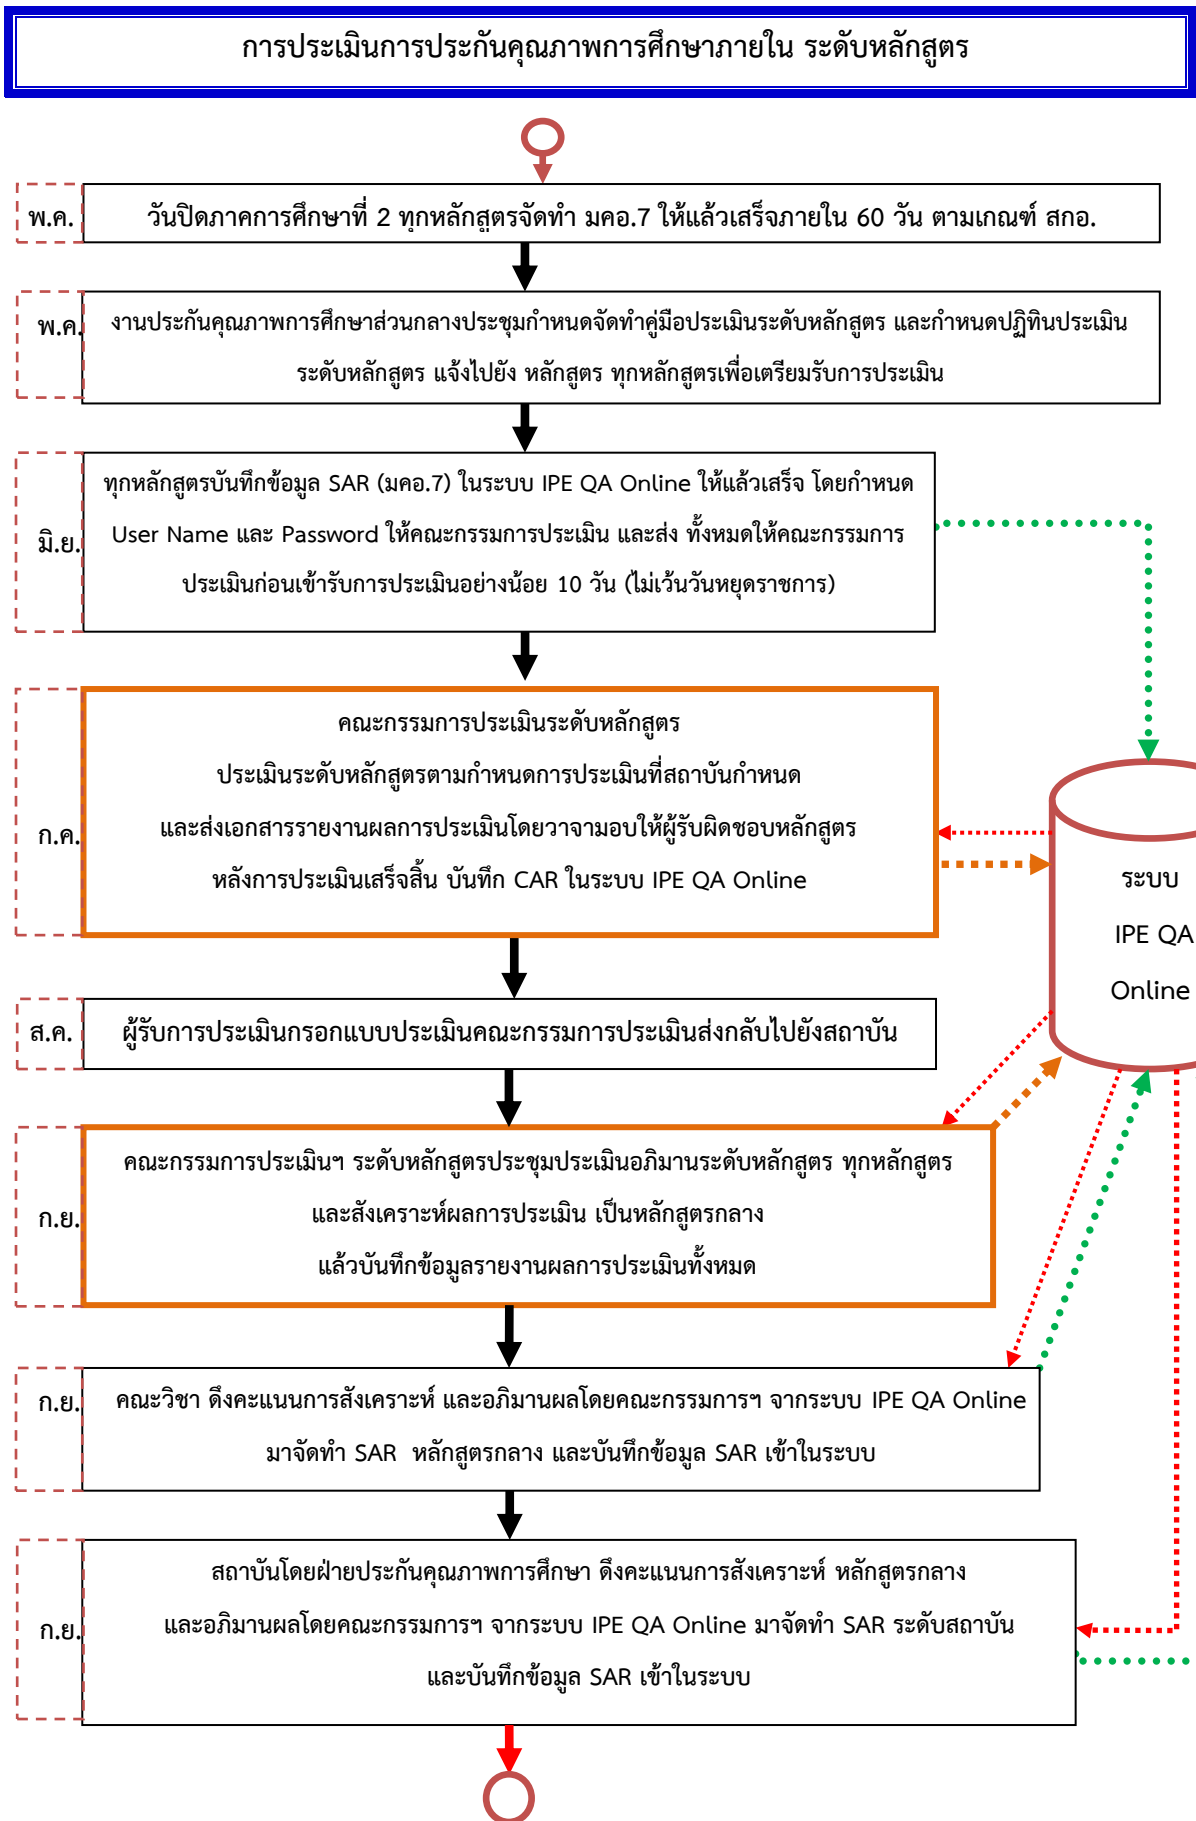 การประเมินการประกันคุณภาพการศึกษาภายใน ระดับหลักสูตร
พ.ค.
วันปิดภาคการศึกษาที่ 2 ทุกหลักสูตรจัดทำ มคอ.7 ให้แล้วเสร็จภายใน 60 วัน ตามเกณฑ์ สกอ.
พ.ค.
งานประกันคุณภาพการศึกษาส่วนกลางประชุมกำหนดจัดทำคู่มือประเมินระดับหลักสูตร และกำหนดปฏิทินประเมิน
ระดับหลักสูตร แจ้งไปยัง หลักสูตร ทุกหลักสูตรเพื่อเตรียมรับการประเมิน
มิ.ย.
ทุกหลักสูตรบันทึกข้อมูล SAR (มคอ.7) ในระบบ IPE QA Online ให้แล้วเสร็จ โดยกำหนด
User Name และ Password ให้คณะกรรมการประเมิน และส่ง ทั้งหมดให้คณะกรรมการ
ประเมินก่อนเข้ารับการประเมินอย่างน้อย 10 วัน (ไม่เว้นวันหยุดราชการ)
ก.ค.
คณะกรรมการประเมินระดับหลักสูตร
ประเมินระดับหลักสูตรตามกำหนดการประเมินที่สถาบันกำหนด
และส่งเอกสารรายงานผลการประเมินโดยวาจามอบให้ผู้รับผิดชอบหลักสูตร
หลังการประเมินเสร็จสิ้น บันทึก CAR ในระบบ IPE QA Online
ระบบ
IPE QA
Online
ส.ค.
ผู้รับการประเมินกรอกแบบประเมินคณะกรรมการประเมินส่งกลับไปยังสถาบัน
ก.ย.
คณะกรรมการประเมินฯ ระดับหลักสูตรประชุมประเมินอภิมานระดับหลักสูตร ทุกหลักสูตร
และสังเคราะห์ผลการประเมิน เป็นหลักสูตรกลาง
แล้วบันทึกข้อมูลรายงานผลการประเมินทั้งหมด
ก.ย.
คณะวิชา ดึงคะแนนการสังเคราะห์ และอภิมานผลโดยคณะกรรมการฯ จากระบบ IPE QA Online
มาจัดทำ SAR หลักสูตรกลาง และบันทึกข้อมูล SAR เข้าในระบบ
ก.ย.
สถาบันโดยฝ่ายประกันคุณภาพการศึกษา ดึงคะแนนการสังเคราะห์ หลักสูตรกลาง
และอภิมานผลโดยคณะกรรมการฯ จากระบบ IPE QA Online มาจัดทำ SAR ระดับสถาบัน
และบันทึกข้อมูล SAR เข้าในระบบ